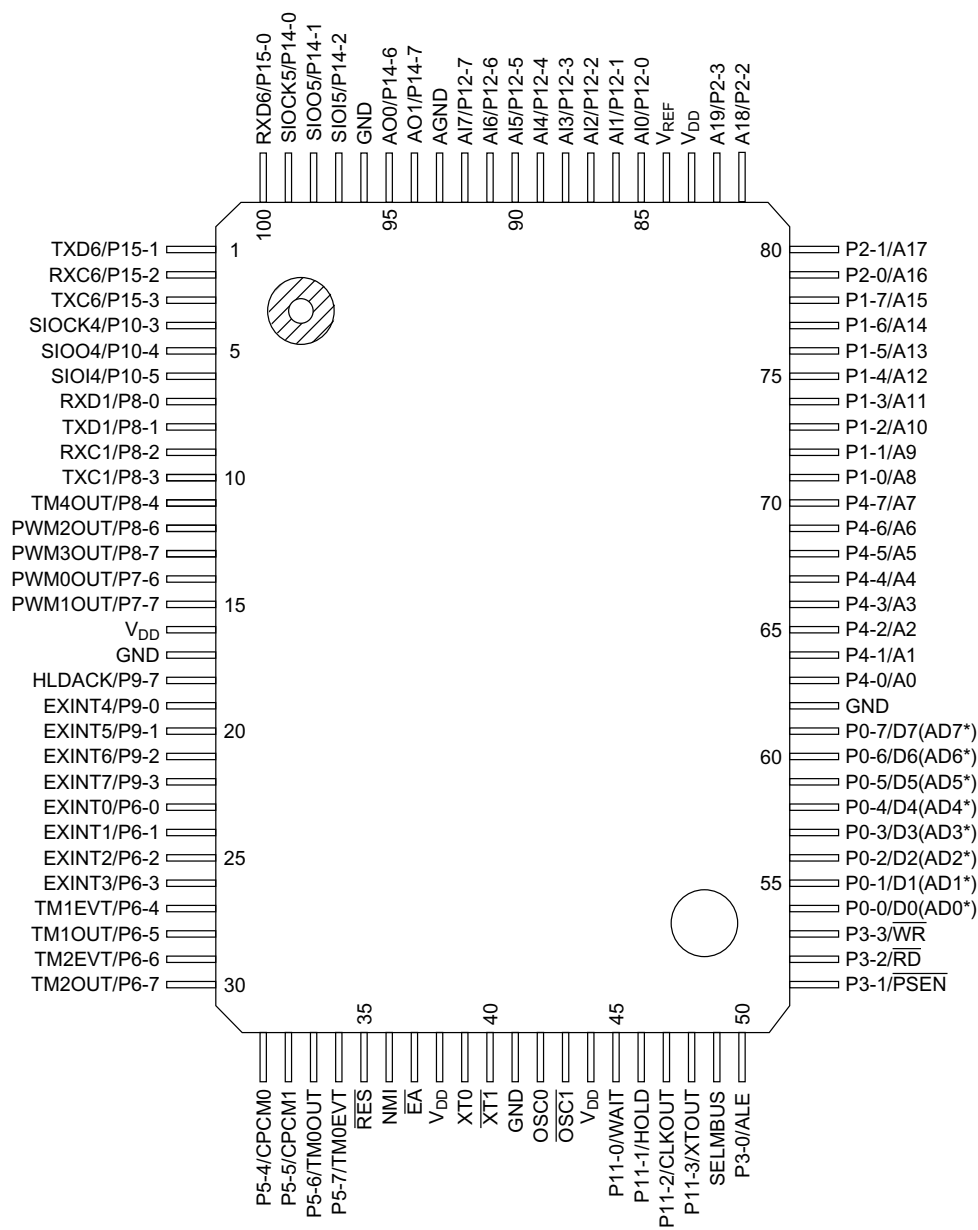 RXD6/P15-0
SIOCK5/P14-0
SIOO5/P14-1
SIOI5/P14-2
GND
AO0/P14-6
AO1/P14-7
AGND
AI7/P12-7
AI6/P12-6
AI5/P12-5
AI4/P12-4
AI3/P12-3
AI2/P12-2
AI1/P12-1
AI0/P12-0
VREF
VDD
A19/P2-3
A18/P2-2
100
95
90
85
TXD6/P15-1 1
RXC6/P15-2
TXC6/P15-3
SIOCK4/P10-3
SIOO4/P10-4 5
SIOI4/P10-5
RXD1/P8-0
TXD1/P8-1
RXC1/P8-2
TXC1/P8-3 10
TM4OUT/P8-4
PWM2OUT/P8-6
PWM3OUT/P8-7
PWM0OUT/P7-6
PWM1OUT/P7-7 15
VDD
GND
HLDACK/P9-7
EXINT4/P9-0
EXINT5/P9-1 20
EXINT6/P9-2
EXINT7/P9-3
EXINT0/P6-0
EXINT1/P6-1
EXINT2/P6-2 25
EXINT3/P6-3
TM1EVT/P6-4
TM1OUT/P6-5
TM2EVT/P6-6
TM2OUT/P6-7 30
80 P2-1/A17
P2-0/A16
P1-7/A15
P1-6/A14
P1-5/A13
75 P1-4/A12
P1-3/A11
P1-2/A10
P1-1/A9
P1-0/A8
70 P4-7/A7
P4-6/A6
P4-5/A5
P4-4/A4
P4-3/A3
65 P4-2/A2
P4-1/A1
P4-0/A0
GND
P0-7/D7(AD7*)
60 P0-6/D6(AD6*)
P0-5/D5(AD5*)
P0-4/D4(AD4*)
P0-3/D3(AD3*)
P0-2/D2(AD2*)
55 P0-1/D1(AD1*)
P0-0/D0(AD0*)
P3-3/WR
P3-2/RD
P3-1/PSEN
35
40
45
50
P5-4/CPCM0
P5-5/CPCM1
P5-6/TM0OUT
P5-7/TM0EVT
RES
NMI
EA
VDD
XT0
XT1
GND
OSC0
OSC1
VDD
P11-0/WAIT
P11-1/HOLD
P11-2/CLKOUT
P11-3/XTOUT
SELMBUS
P3-0/ALE